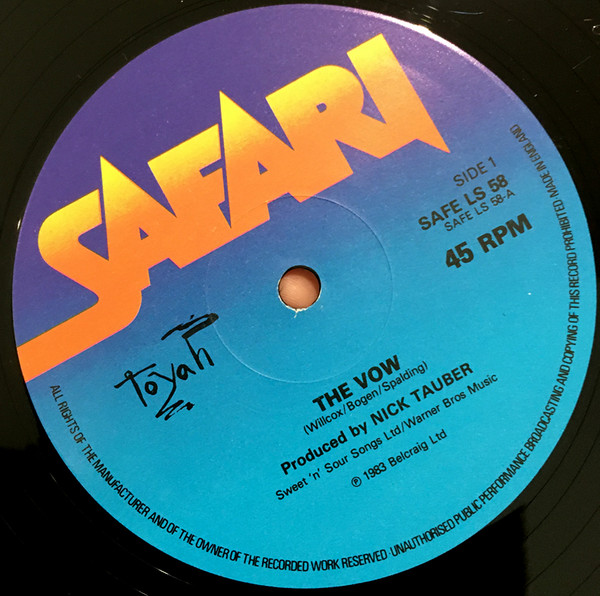 SAFARI
SIDE 1
SAFE LS 58
SAFE LS 58-A
45 RPM
Toyah
THE VOW
(Willcox/Bogen/Spalding)
Produced by NICK TAUBER
Sweet 'n' Sour Songs Ltd/Warner Bros Music
℗ 1983 Belcraig Ltd
ALL RIGHTS OF THE MANUFACTURER AND OF THE OWNER OF THE RECORDED WORK RESERVED · UNAUTHORISED PUBLIC PERFORMANCE BROADCASTING AND COPYING OF THIS RECORD PROHIBITED · MADE IN ENGLAND